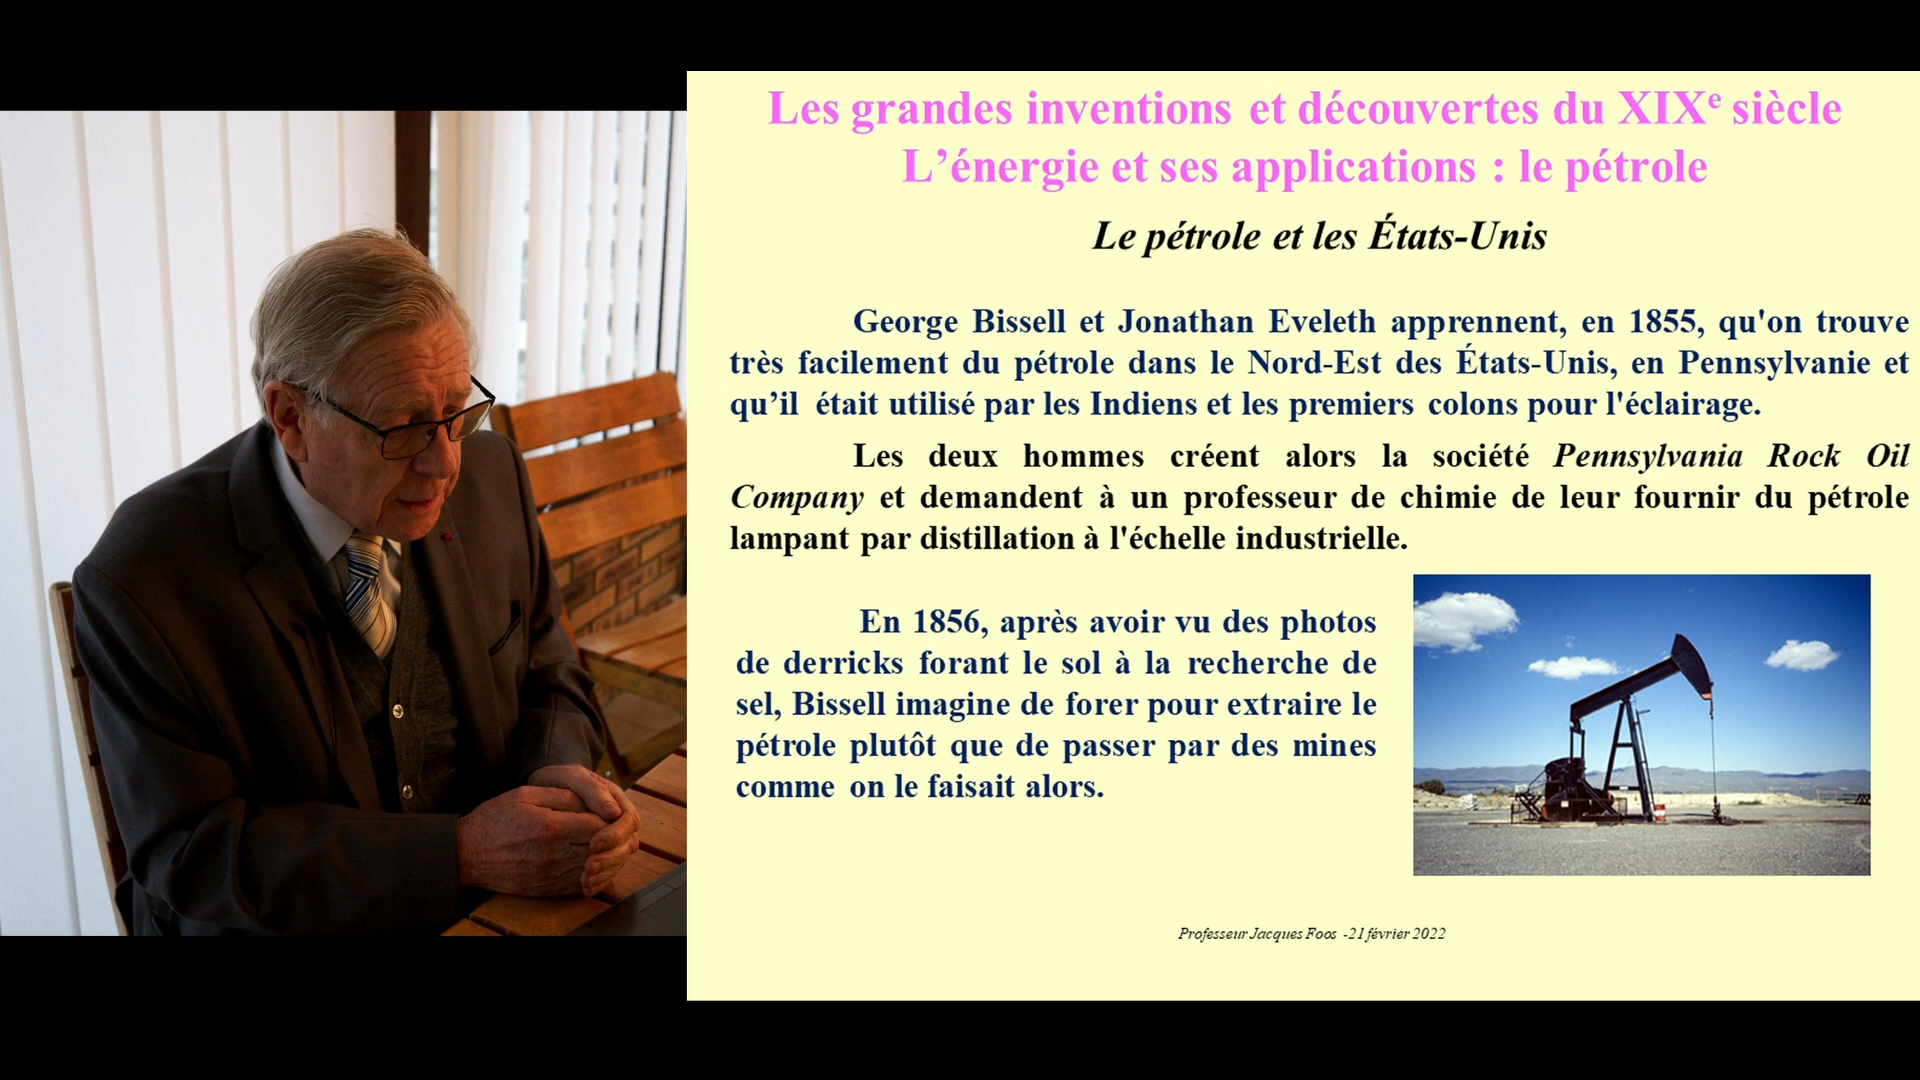 Les grandes inventions et découvertes du XIXe siècle
L’énergie et ses applications : le pétrole
Le pétrole et les États-Unis
George Bissell et Jonathan Eveleth apprennent, en 1855, qu'on trouve
très facilement du pétrole dans le Nord-Est des États-Unis, en Pennsylvanie et
qu’il était utilisé par les Indiens et les premiers colons pour l'éclairage.
Les deux hommes créent alors la société Pennsylvania Rock Oil
Company et demandent à un professeur de chimie de leur fournir du pétrole
lampant par distillation à l'échelle industrielle.
En 1856, après avoir vu des photos
de derricks forant le sol à la recherche de
sel, Bissell imagine de forer pour extraire le
pétrole plutôt que de passer par des mines
comme on le faisait alors.
Professeur Jacques Foos -21 février 2022